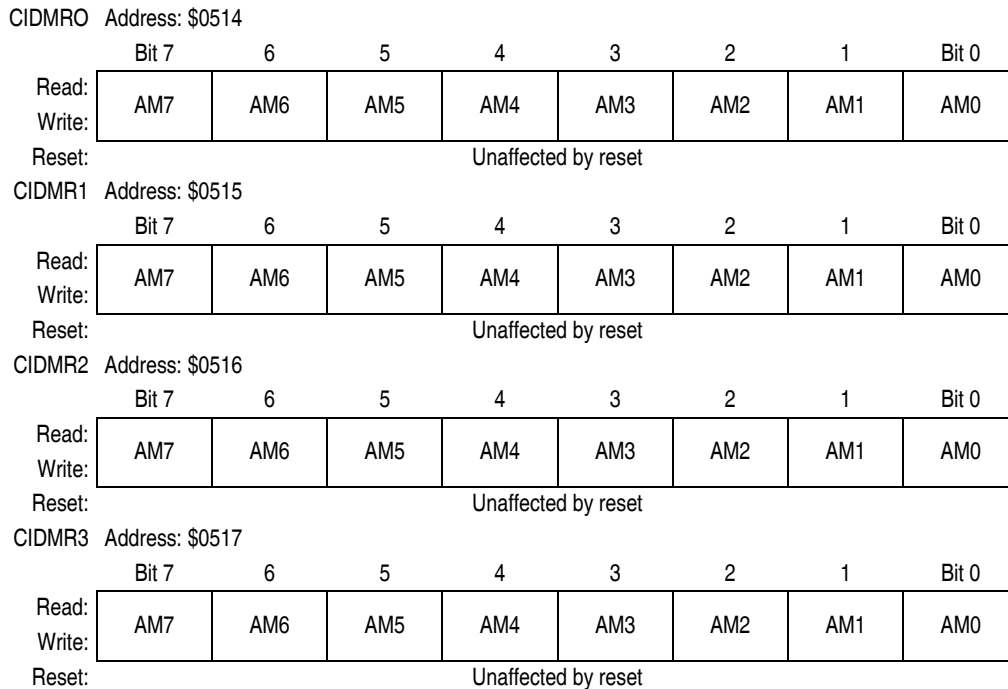 CIDMRO Address: $0514
Bit 7 6 5 4 3 2 1 Bit 0
Read:
AM7 AM6 AM5 AM4 AM3 AM2 AM1 AM0
Write:
Reset: Unaffected by reset
CIDMR1 Address: $0515
Bit 7 6 5 4 3 2 1 Bit 0
Read:
AM7 AM6 AM5 AM4 AM3 AM2 AM1 AM0
Write:
Reset: Unaffected by reset
CIDMR2 Address: $0516
Bit 7 6 5 4 3 2 1 Bit 0
Read:
AM7 AM6 AM5 AM4 AM3 AM2 AM1 AM0
Write:
Reset: Unaffected by reset
CIDMR3 Address: $0517
Bit 7 6 5 4 3 2 1 Bit 0
Read:
AM7 AM6 AM5 AM4 AM3 AM2 AM1 AM0
Write:
Reset: Unaffected by reset